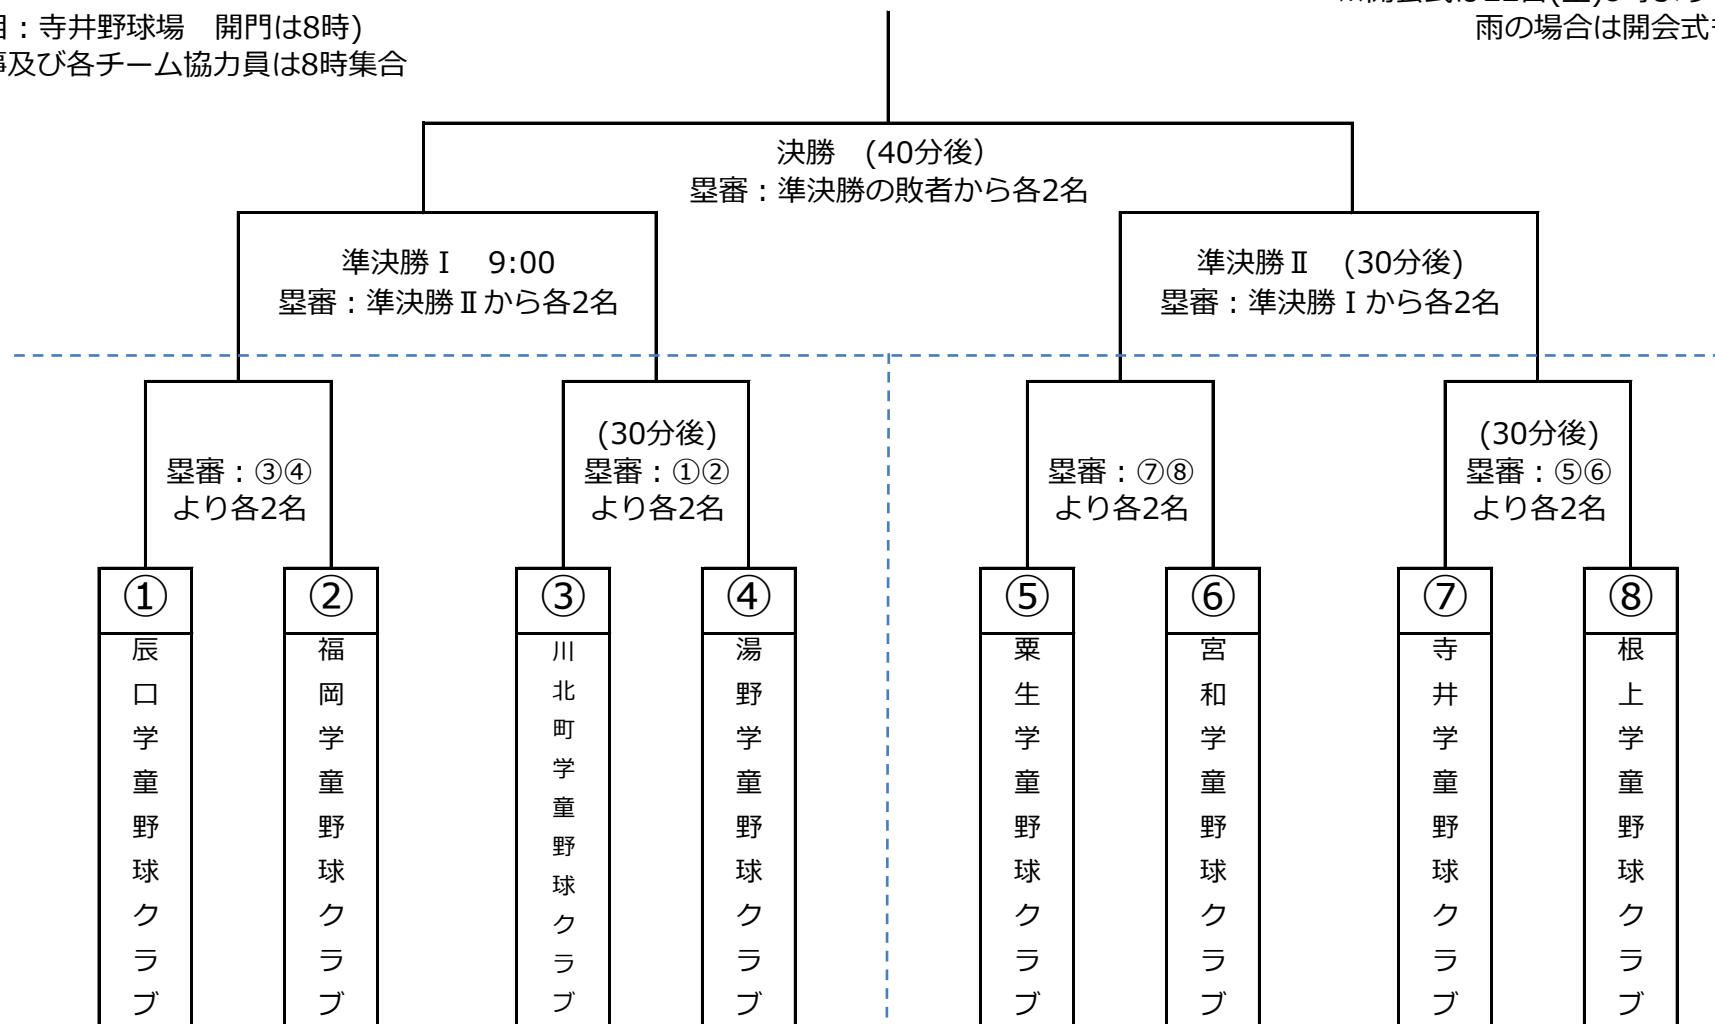 ：寺井野球場　開門は8時)
雨の場合は開会式
及び各チーム協力員は8時集合
決勝　(40分後）
塁審：準決勝の敗者から各2名
準決勝Ⅰ　9:00
塁審：準決勝Ⅱから各2名
準決勝Ⅱ　(30分後)
塁審：準決勝Ⅰから各2名
塁審：③④
より各2名
(30分後)
塁審：①②
より各2名
塁審：⑦⑧
より各2名
(30分後)
塁審：⑤⑥
より各2名
①
辰口学童野球クラブ
②
福岡学童野球クラブ
③
川北町学童野球クラブ
④
湯野学童野球クラブ
⑤
粟生学童野球クラブ
⑥
宮和学童野球クラブ
⑦
寺井学童野球クラブ
⑧
根上学童野球クラブ